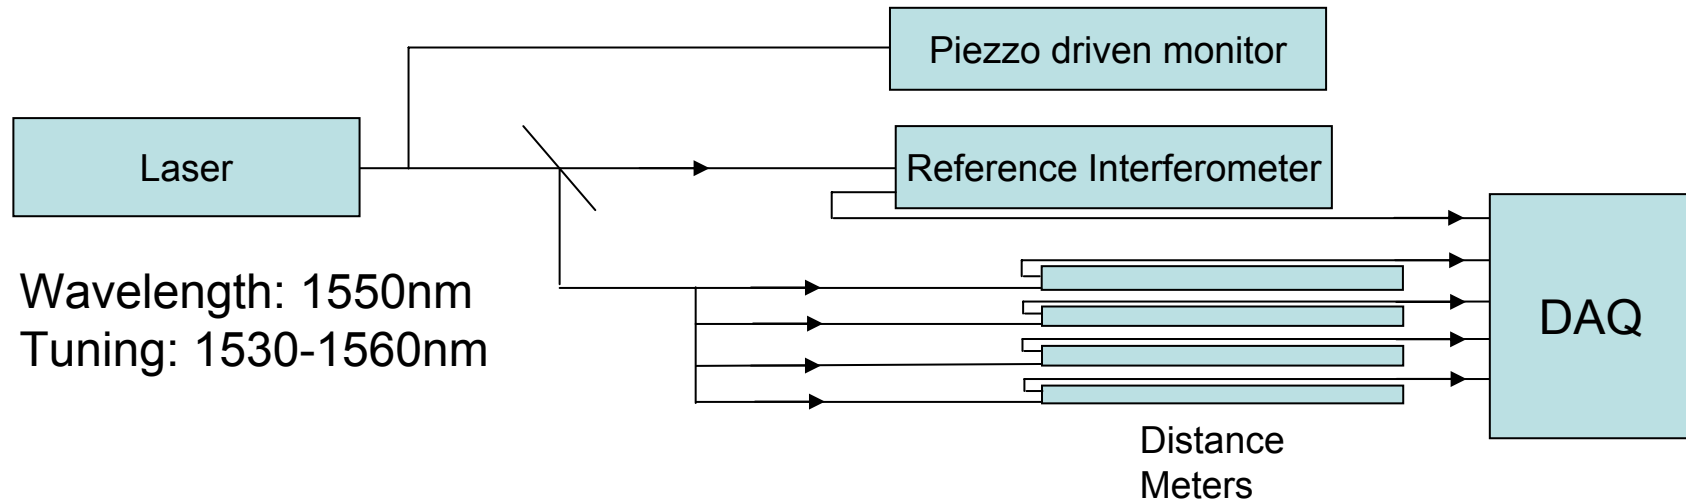 Piezzo driven monitor
Laser
Reference Interferometer
Wavelength: 1550nm
Tuning: 1530-1560nm
DAQ
Distance
Meters